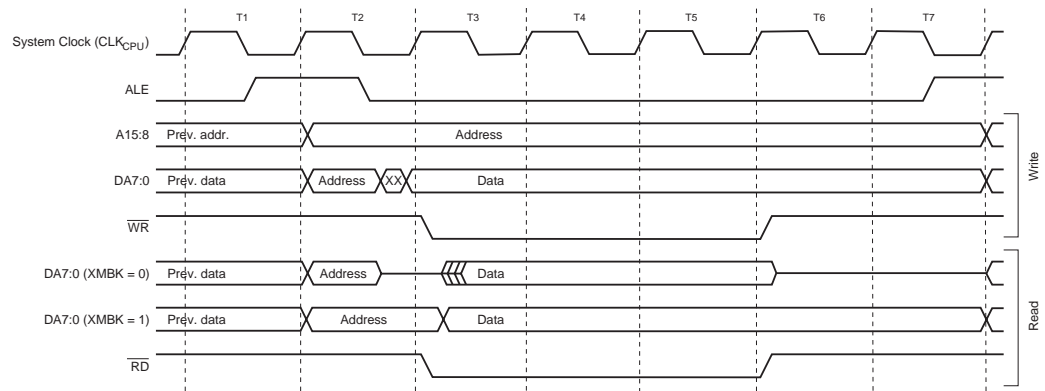 T1 T2 T3 T4 T5 T6 T7
System Clock (CLKCPU)
ALE
A15:8 Prev. addr. Address
DA7:0 Prev. data Address XX Data
WR
Write
DA7:0 (XMBK = 0) Prev. data Address Data
DA7:0 (XMBK = 1) Prev. data Address Data
RD
Read